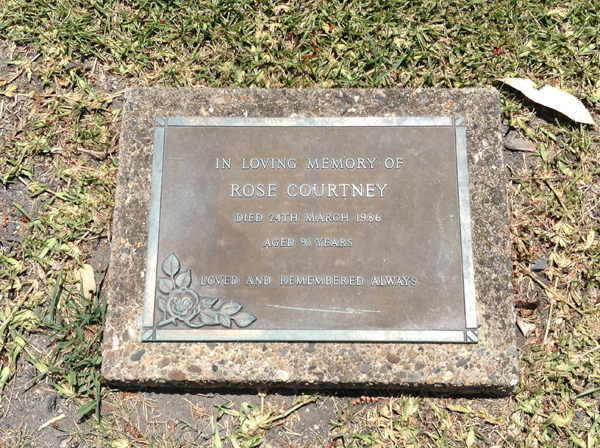 IN LOVING MEMORY OF
ROSE COURTNEY
DIED 24TH MARCH 1986
AGED 91 YEARS
LOVED AND REMEMBERED ALWAYS